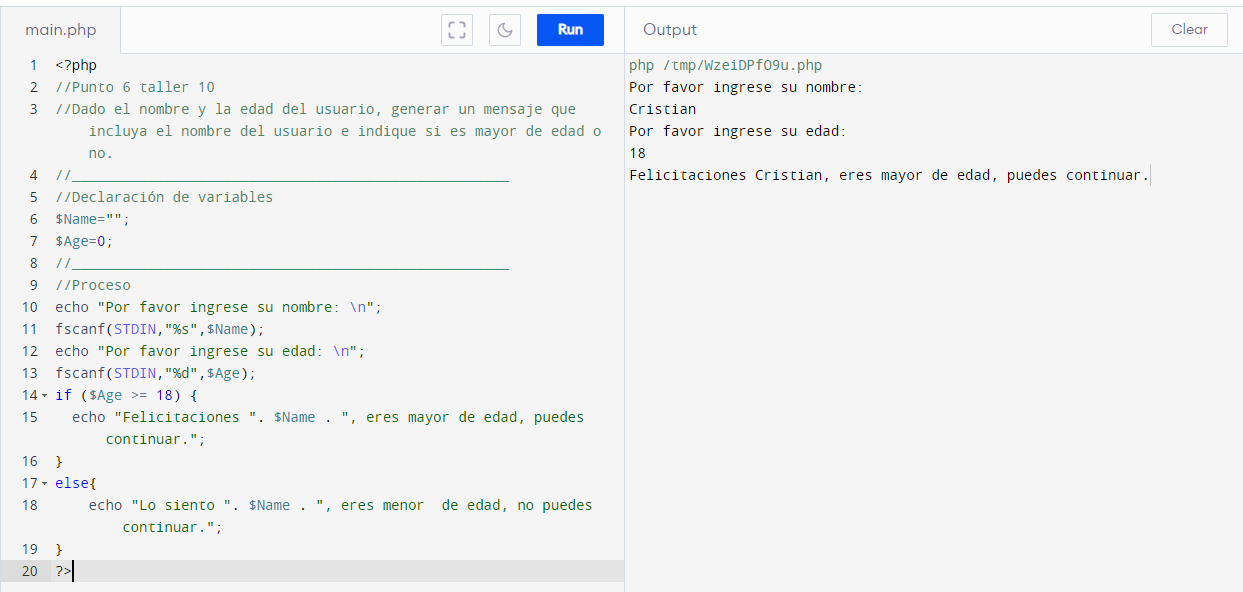 main.php
Run
Output
Clear
1 <?php
2 //Punto 6 taller 10
3 //Dado el nombre y la edad del usuario, generar un mensaje que
incluya el nombre del usuario e indique si es mayor de edad o
no.
4 //____________________________________________________
5 //Declaración de variables
6 $Name="";
7 $Age=0;
8 //____________________________________________________
9 //Proceso
10 echo "Por favor ingrese su nombre: \n";
11 fscanf(STDIN,"%s",$Name);
12 echo "Por favor ingrese su edad: \n";
13 fscanf(STDIN,"%d",$Age);
14 if ($Age >= 18) {
15 echo "Felicitaciones ". $Name . ", eres mayor de edad, puedes
continuar.";
16 }
17 else{
18 echo "Lo siento ". $Name . ", eres menor  de edad, no puedes
continuar.";
19 }
20 ?>
php /tmp/WzeiDPfO9u.php
Por favor ingrese su nombre:
Cristian
Por favor ingrese su edad:
18
Felicitaciones Cristian, eres mayor de edad, puedes continuar.